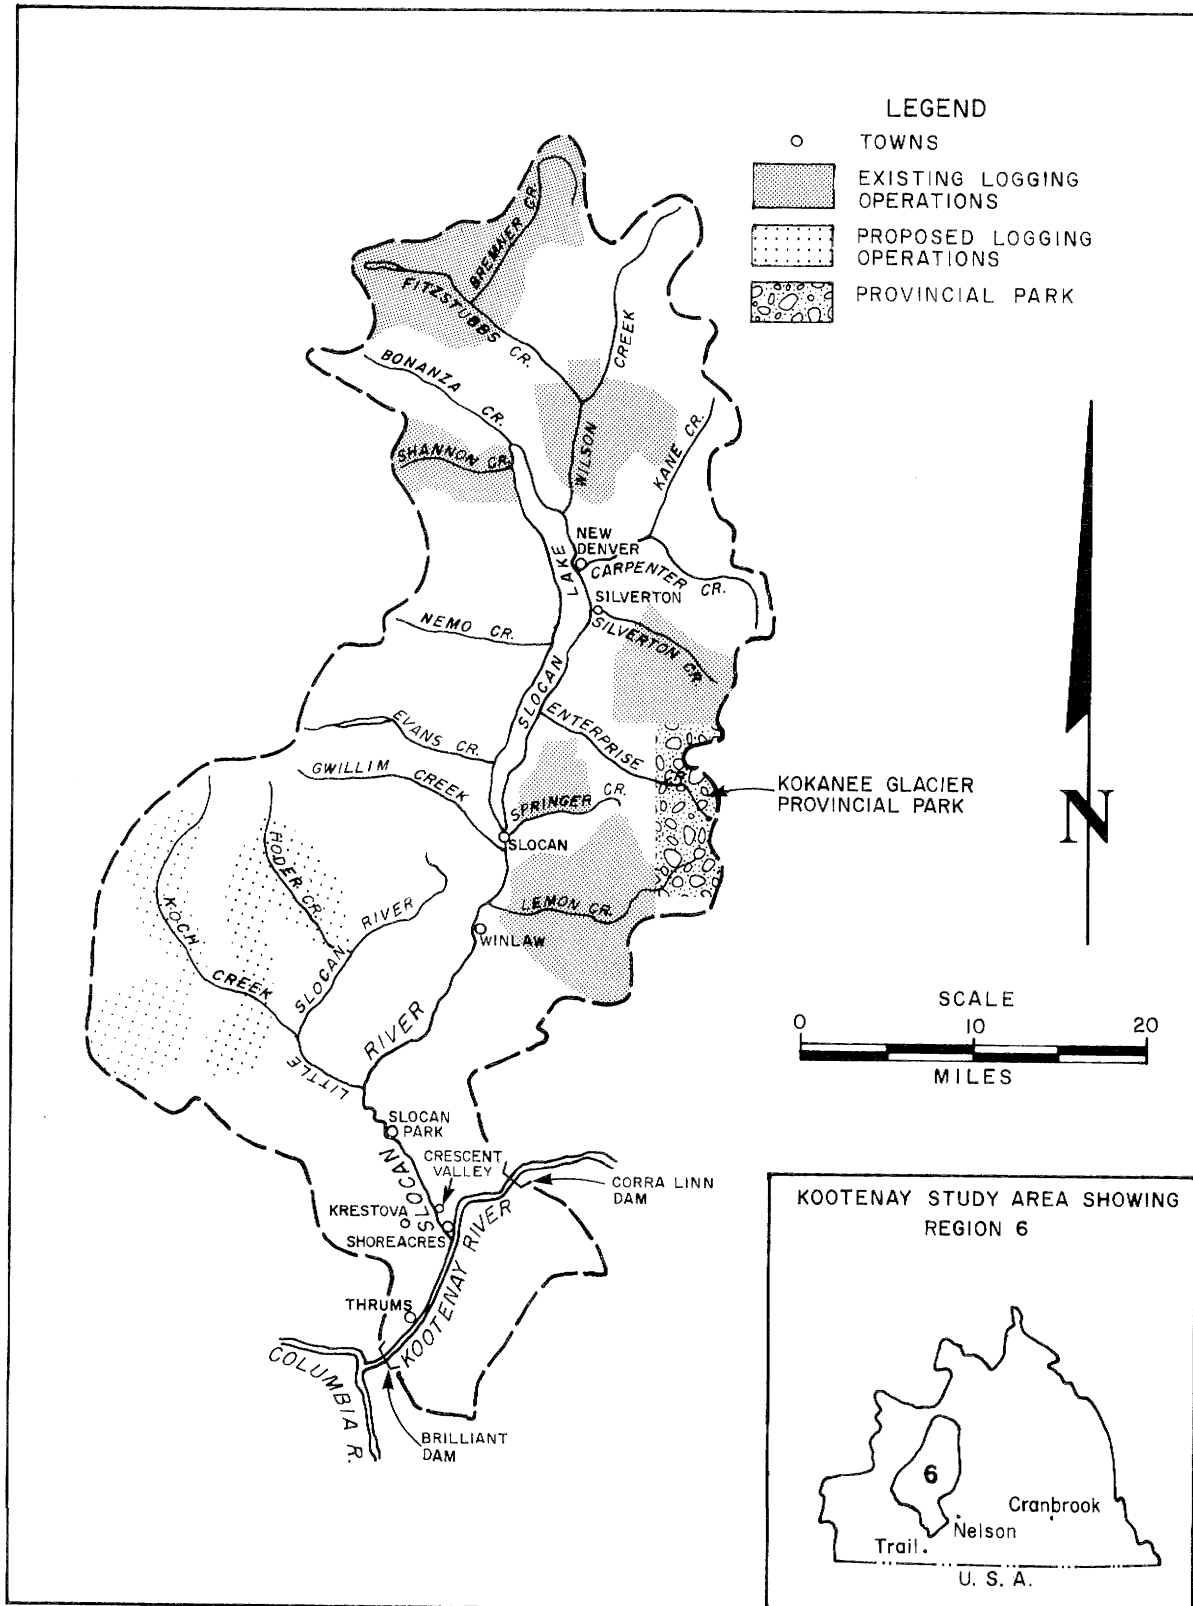 LEGEND
TOWNS
EXISTING LOGGING
OPERATIONS
PROPOSED LOGGING
OPERATIONS
PROVINCIAL PARK
BREMNER CR.
FITZSTUBBS CR.
CREEK
WILSON
BONANZA CR.
SHANNON CR.
KANE CR.
NEW
DENVER
CARPENTER CR.
LAKE
SLOCAN
SILVERTON
SILVERTON CR.
NEMO CR.
ENTERPRISE CR.
EVANS CR.
GWILLIM CREEK
SPRINGER CR.
SLOCAN
KOKANEE GLACIER
PROVINCIAL PARK
N
HODER CR.
KOCH CREEK
LITTLE SLOCAN RIVER
LEMON CR.
WINLAW
SLOCAN RIVER
SCALE
0 10 20
MILES
SLOCAN
PARK
CRESCENT
VALLEY
CORRA LINN
DAM
KRESTOVA
SHOREACRES
KOOTENAY RIVER
THRUMS
COLUMBIA R.
BRILLIANT
DAM
KOOTENAY STUDY AREA SHOWING
REGION 6
6
Cranbrook
Nelson
Trail
U. S. A.